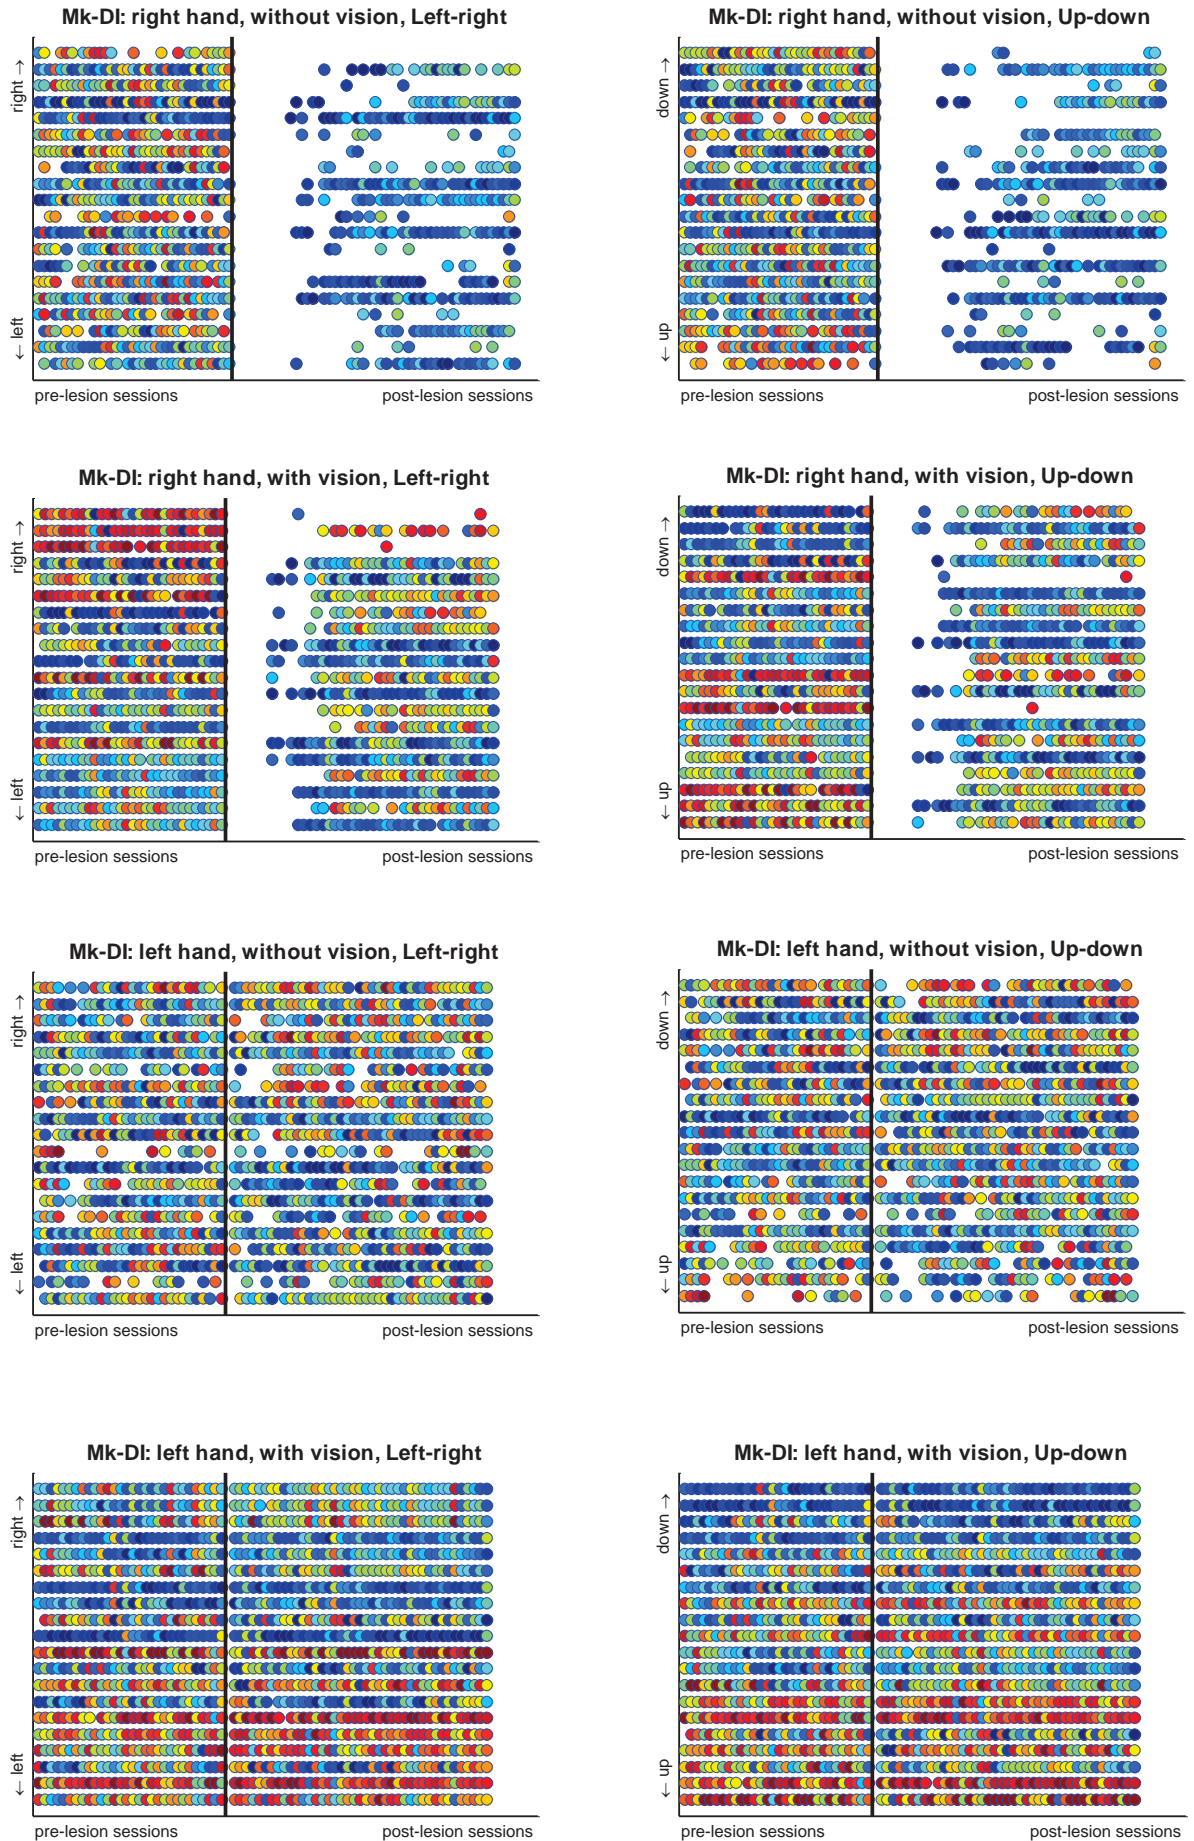 Mk-DI: right hand, without vision, Left-right
right →
← left
pre-lesion sessions
post-lesion sessions
Mk-DI: right hand, without vision, Up-down
down →
← up
pre-lesion sessions
post-lesion sessions
Mk-DI: right hand, with vision, Left-right
right →
← left
pre-lesion sessions
post-lesion sessions
Mk-DI: right hand, with vision, Up-down
down →
← up
pre-lesion sessions
post-lesion sessions
Mk-DI: left hand, without vision, Left-right
right →
← left
pre-lesion sessions
post-lesion sessions
Mk-DI: left hand, without vision, Up-down
down →
← up
pre-lesion sessions
post-lesion sessions
Mk-DI: left hand, with vision, Left-right
right →
← left
pre-lesion sessions
post-lesion sessions
Mk-DI: left hand, with vision, Up-down
down →
← up
pre-lesion sessions
post-lesion sessions